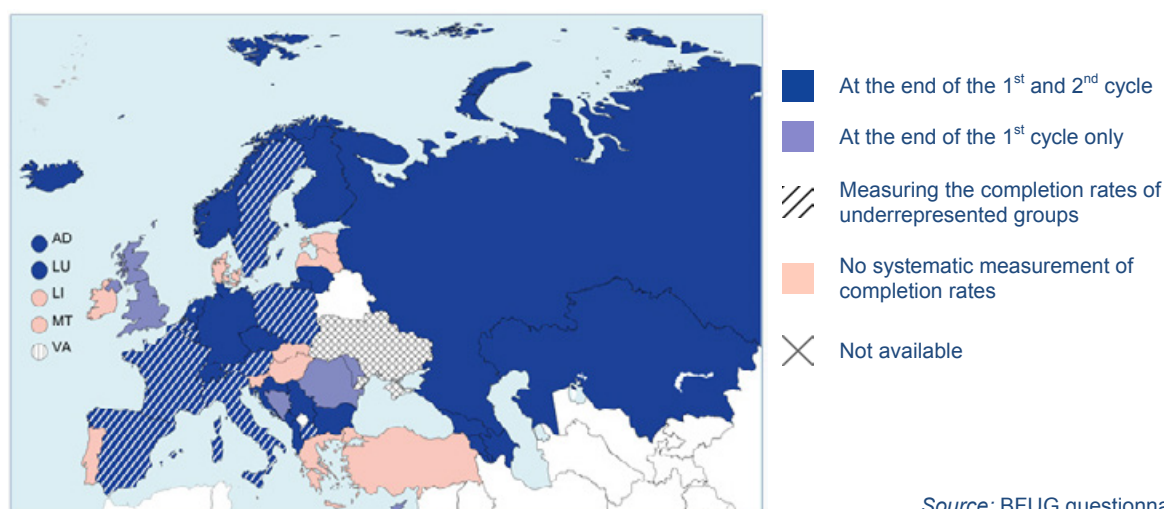 At the end of the 1st and 2nd cycle
At the end of the 1st cycle only
Measuring the completion rates of
underrepresented groups
No systematic measurement of
completion rates
Not available
AD
LU
LI
MT
VA
Source: BFUG